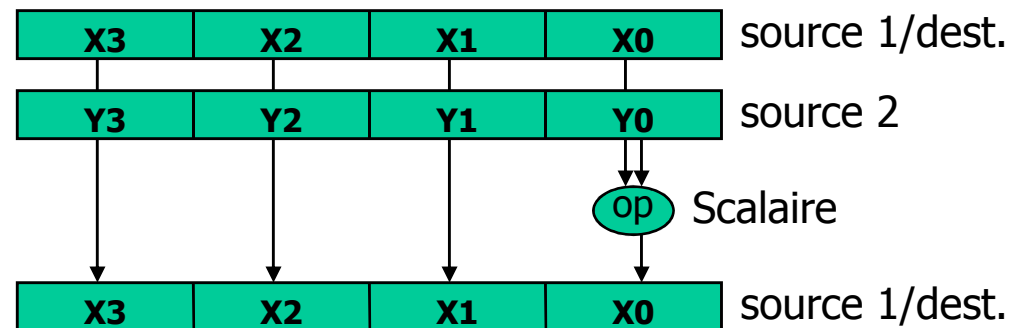 X3 X2 X1 X0 source 1/dest.
Y3 Y2 Y1 Y0 source 2
op Scalaire
X3 X2 X1 X0 source 1/dest.